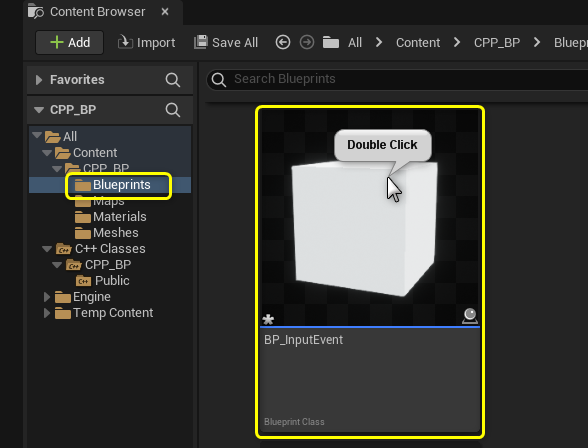 Content Browser
Add Import Save All All Content CPP_BP Bluepr
Favorites
Search Blueprints
CPP_BP
All
Content
CPP_BP
Blueprints
Maps
Materials
Meshes
C++ Classes
CPP_BP
Public
Engine
Temp Content
Double Click
BP_InputEvent
Blueprint Class